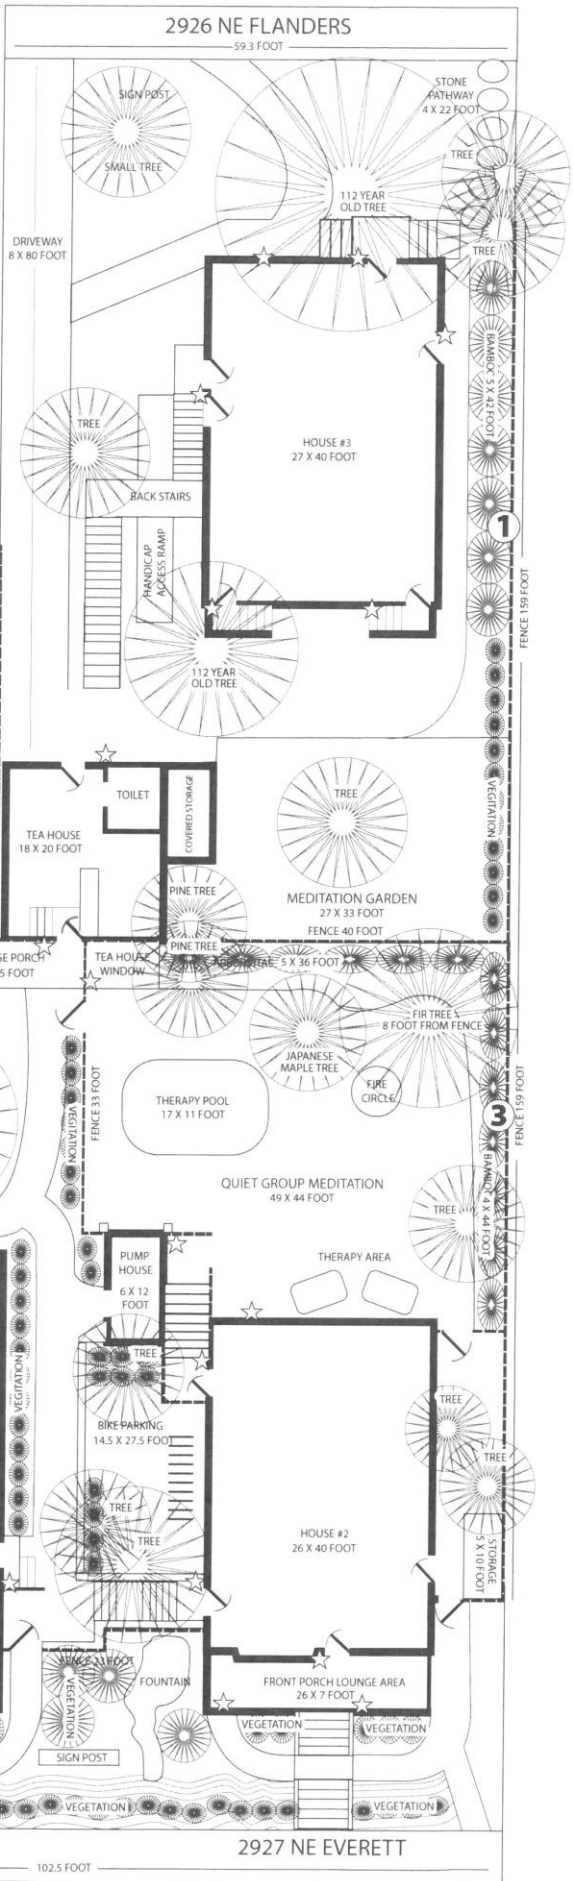 2926 NE FLANDERS
59.3 FOOT
SIGN POST
SMALL TREE
STONE
PATHWAY
4 X 22 FOOT
TREE
112 YEAR
OLD TREE
TREE
DRIVEWAY
8 X 80 FOOT
BAMBOO 5 X 42 FOOT
TREE
HOUSE #3
27 X 40 FOOT
BACK STAIRS
HANDICAP
ACCESS RAMP
1
FENCE 159 FOOT
112 YEAR
OLD TREE
TOILET
COVERED STORAGE
TREE
VEGITATION
TEA HOUSE
18 X 20 FOOT
PINE TREE
MEDITATION GARDEN
27 X 33 FOOT
FENCE 40 FOOT
PINE TREE
GE PORCH
5 FOOT
TEA HOUSE
WINDOW
5 X 36 FOOT
FIR TREE
8 FOOT FROM FENCE
JAPANESE
MAPLE TREE
FIRE
CIRCLE
THERAPY POOL
17 X 11 FOOT
VEGITATION
FENCE 33 FOOT
3
FENCE 159 FOOT
QUIET GROUP MEDITATION
49 X 44 FOOT
BAMBOO 4 X 44 FOOT
TREE
PUMP
HOUSE
6 X 12
FOOT
THERAPY AREA
TREE
VEGITATION
BIKE PARKING
14.5 X 27.5 FOOT
TREE
TREE
TREE
TREE
HOUSE #2
26 X 40 FOOT
STORAGE
5 X 10 FOOT
FENCE 23 FOOT
VEGETATION
FOUNTAIN
FRONT PORCH LOUNGE AREA
26 X 7 FOOT
VEGETATION
VEGETATION
SIGN POST
VEGETATION
VEGETATION
2927 NE EVERETT
102.5 FOOT